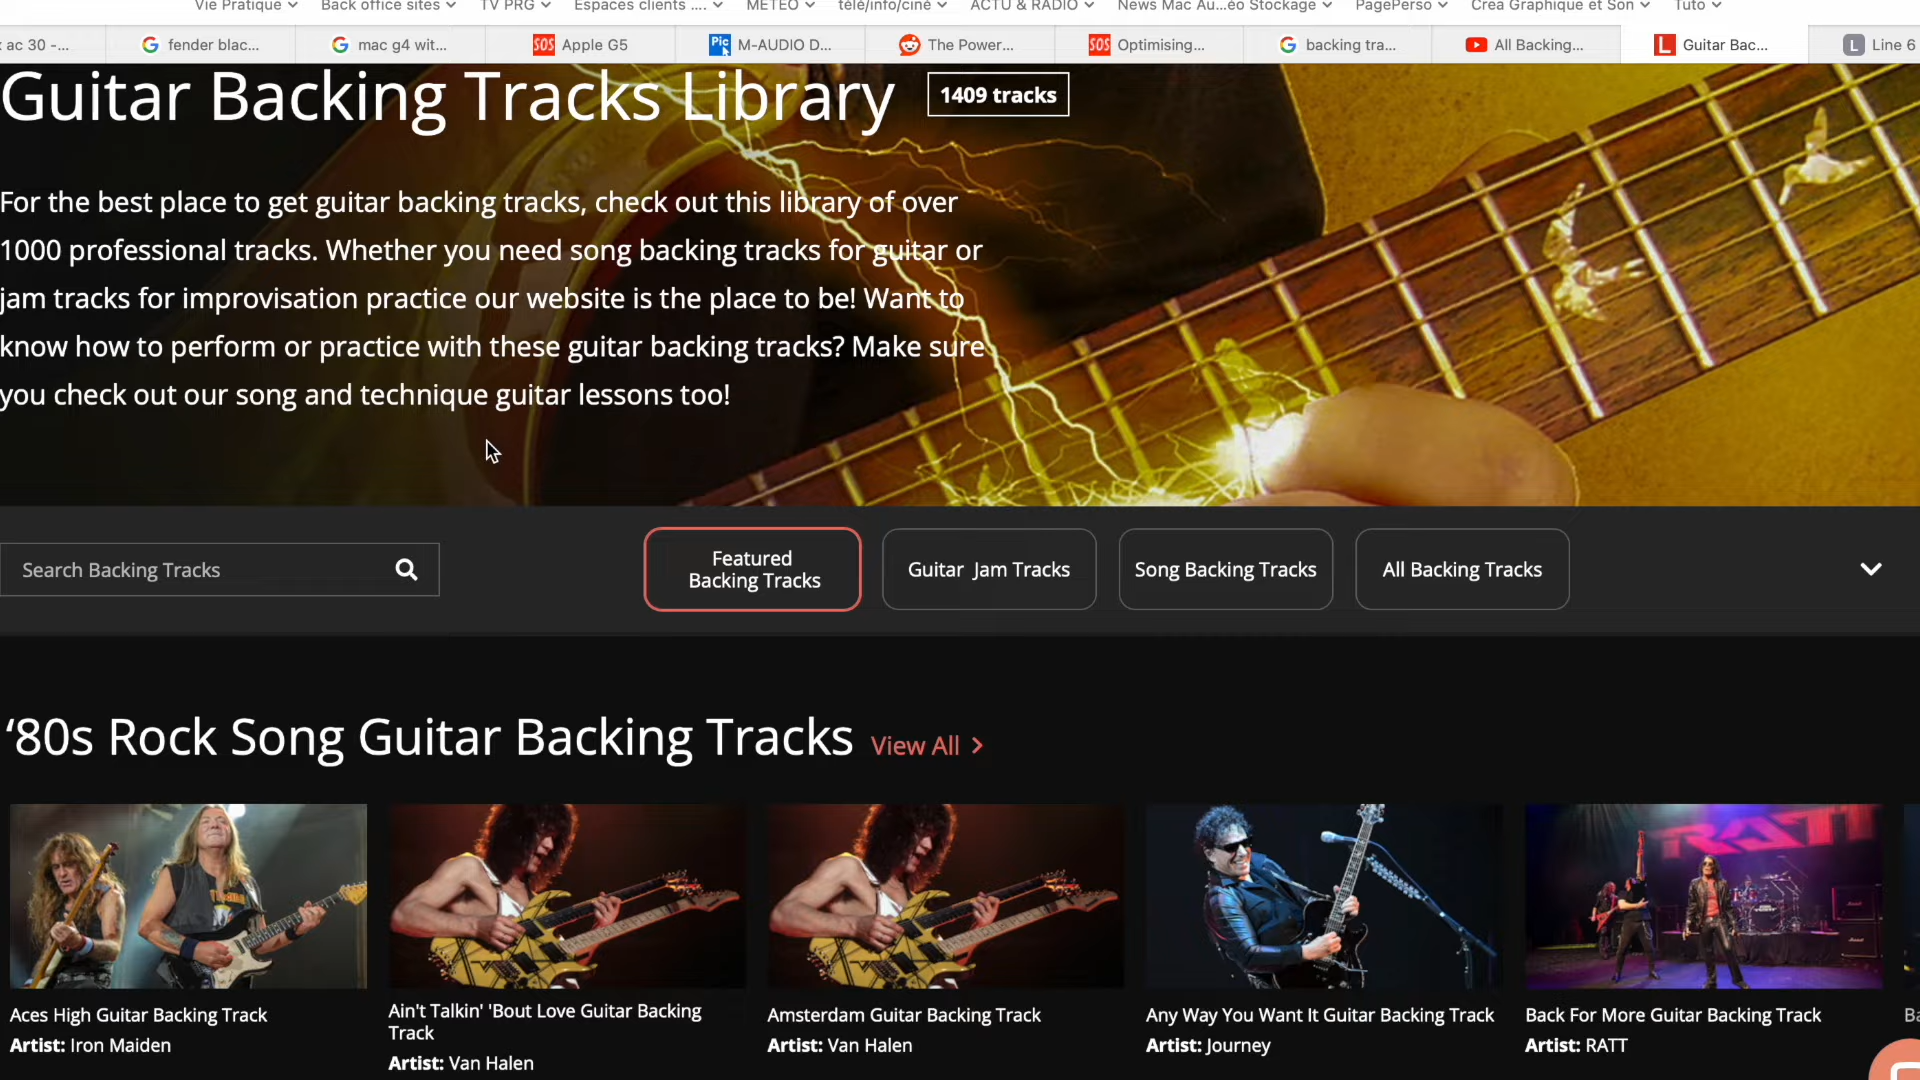 Vie Pratique
Back office sites
TV PRG
Espaces clients ....
METEO
télé/info/ciné
ACTU & RADIO
News Mac Au...éo Stockage
PagePerso
Créa Graphique et Son
Tuto
ac 30 -...
fender blac...
mac g4 wit...
SOS Apple G5
Pic M-AUDIO D...
The Power...
SOS Optimising...
backing tra...
All Backing...
L Guitar Bac...
L Line 6
Guitar Backing Tracks Library
1409 tracks
For the best place to get guitar backing tracks, check out this library of over
1000 professional tracks. Whether you need song backing tracks for guitar or
jam tracks for improvisation practice our website is the place to be! Want to
know how to perform or practice with these guitar backing tracks? Make sure
you check out our song and technique guitar lessons too!
Search Backing Tracks
Featured
Backing Tracks
Guitar Jam Tracks
Song Backing Tracks
All Backing Tracks
‘80s Rock Song Guitar Backing Tracks
View All
RATT
Aces High Guitar Backing Track
Artist: Iron Maiden
Ain't Talkin' 'Bout Love Guitar Backing
Track
Artist: Van Halen
Amsterdam Guitar Backing Track
Artist: Van Halen
Any Way You Want It Guitar Backing Track
Artist: Journey
Back For More Guitar Backing Track
Artist: RATT